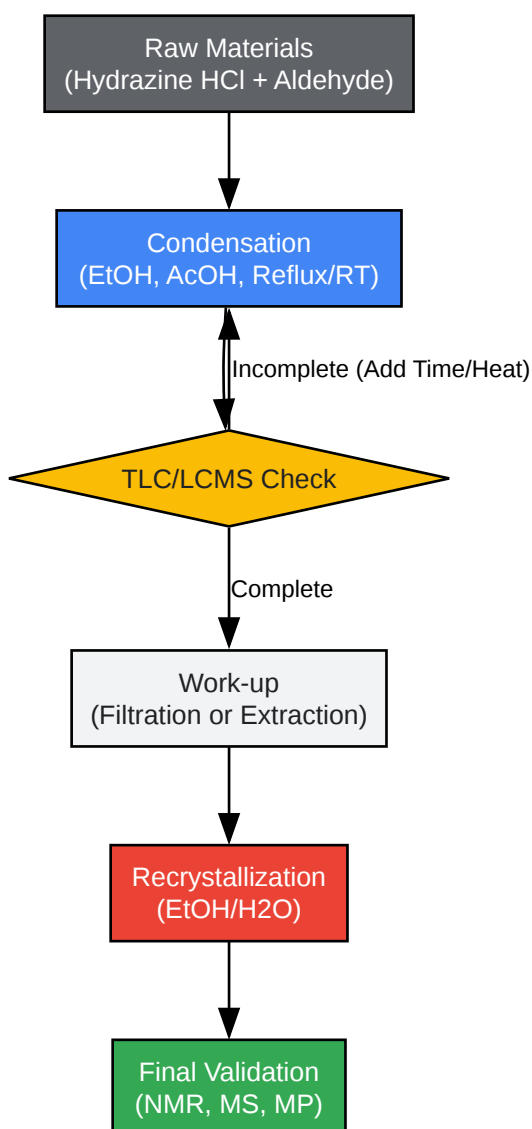 Raw Materials
(Hydrazine HCl + Aldehyde)
Condensation
(EtOH, AcOH, Reflux/RT)
Incomplete (Add Time/Heat)
TLC/LCMS Check
Complete
Work-up
(Filtration or Extraction)
Recrystallization
(EtOH/H2O)
Final Validation
(NMR, MS, MP)